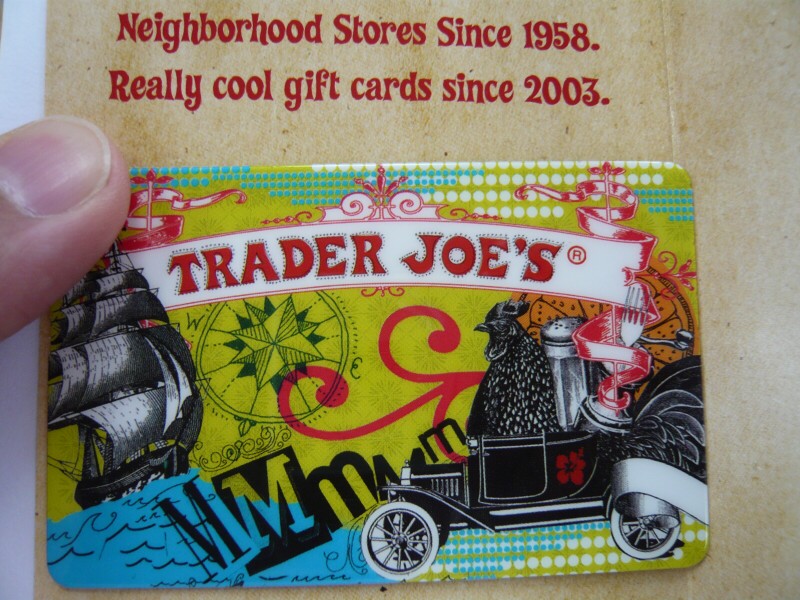 Neighborhood Stores Since 1958.
Really cool gift cards since 2003.
TRADER JOE'S®
W
MMmMm